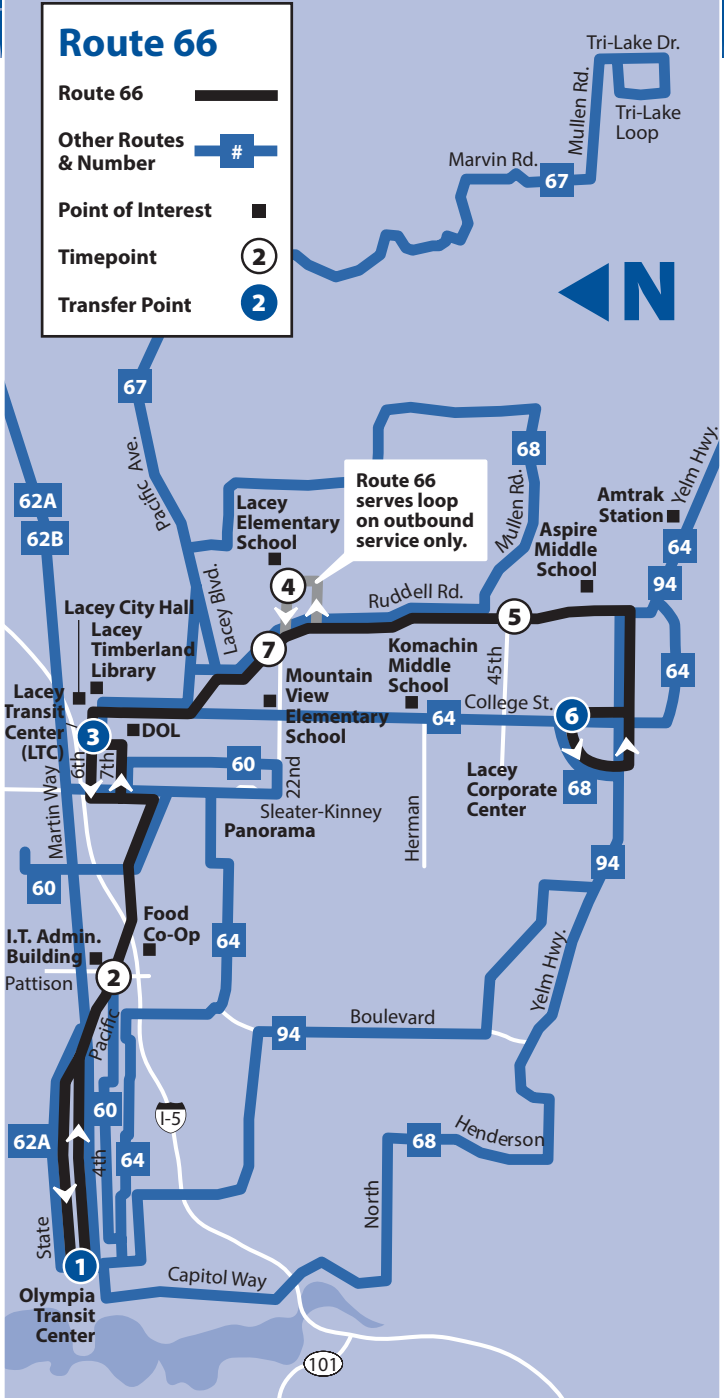 Route 66
Route 66
Other Routes
& Number
#
Point of Interest
Timepoint
2
Transfer Point
2
Tri-Lake Dr.
Mullen Rd.
Tri-Lake
Loop
Marvin Rd.
67
N
67
Pacific Ave.
62A
62B
68
Mullen Rd.
Yelm Hwy.
Route 66
serves loop
on outbound
service only.
Lacey
Elementary
School
Amtrak
Station
Aspire
Middle
School
64
94
4
Ruddell Rd.
5
Lacey Blvd.
7
Lacey City Hall
Lacey
Timberland
Library
Komachin
Middle
School
45th
64
Mountain
View
Elementary
School
Lacey
Transit
Center
(LTC)
3
DOL
64
College St.
6
6th
7th
60
22nd
68
Lacey
Corporate
Center
Martin Way
Sleater-Kinney
Panorama
Herman
94
60
Food
Co-Op
64
I.T. Admin.
Building
2
Pattison
Yelm Hwy.
Pacific
94
Boulevard
60
I-5
62A
4th
64
68
Henderson
North
State
1
Capitol Way
Olympia
Transit
Center
101